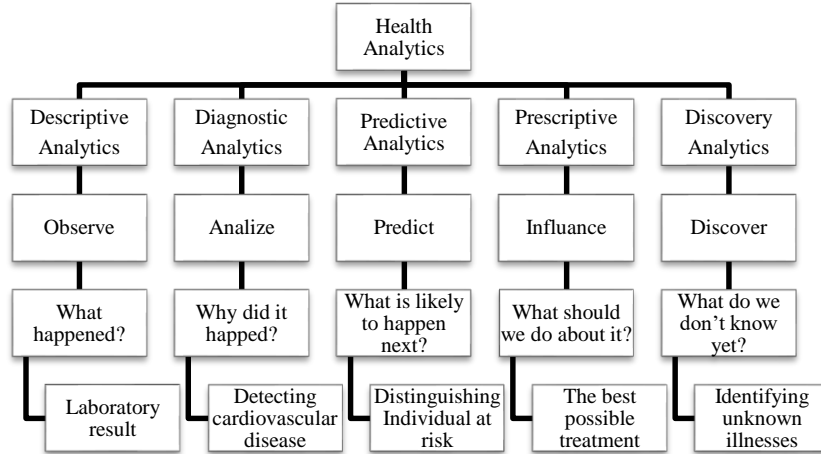 Health
Analytics
Descriptive
Analytics
Diagnostic
Analytics
Predictive
Analytics
Prescriptive
Analytics
Discovery
Analytics
Observe
Analize
Predict
Influence
Discover
What
happened?
Why did it
happed?
What is likely
to happen
next?
What should
we do about it?
What do we
don't know
yet?
Laboratory
result
Detecting
cardiovascular
disease
Distinguishing
Individual at
risk
The best
possible
treatment
Identifying
unknown
illnesses